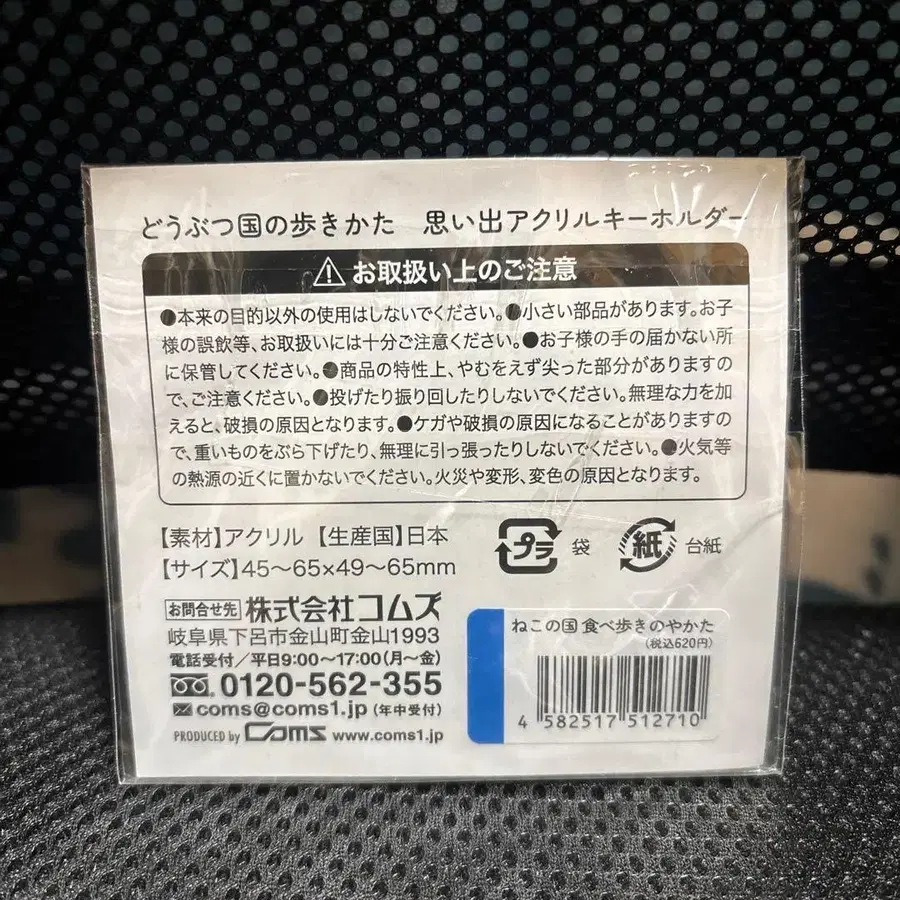 どうぶつ国の歩きかた　思い出アクリルキーホルダー
⚠お取扱い上のご注意
●本来の目的以外の使用はしないでください。●小さい部品があります。お子
様の誤飲等、お取扱いには十分ご注意ください。●お子様の手の届かない所
に保管してください。●商品の特性上、やむをえず尖った部分がありますの
で、ご注意ください。●投げたり振り回したりしないでください。無理な力を加
えると、破損の原因となります。●ケガや破損の原因になることがありますの
で、重いものをぶら下げたり、無理に引っ張ったりしないでください。●火気等
の熱源の近くに置かないでください。火災や変形、変色の原因となります。
【素材】アクリル 【生産国】日本
【サイズ】45～65×49～65mm
プラ 袋
紙 台紙
お問合せ先 株式会社コムズ
岐阜県下呂市金山町金山1993
電話受付／平日9:00～17:00(月～金)
0120-562-355
coms@coms1.jp (年中受付)
PRODUCED by Coms www.coms1.jp
ねこの国 食べ歩きのやかた
(税込620円)
4 582517 512710